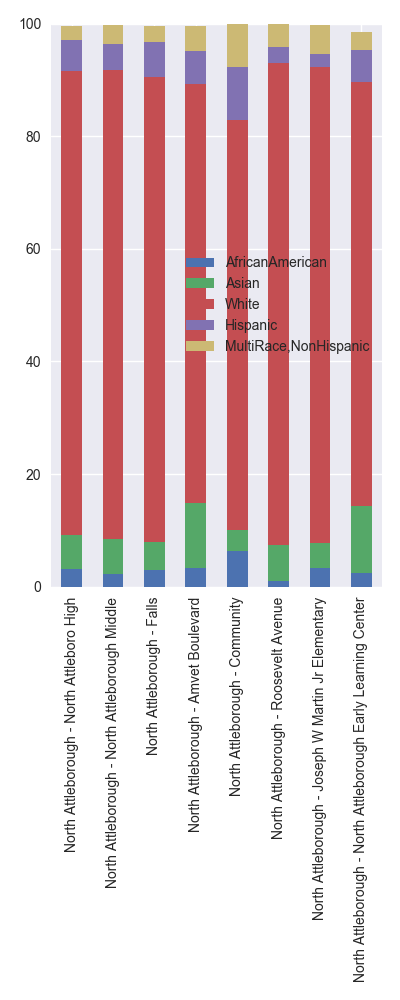 100
80
60
40
20
0
AfricanAmerican
Asian
White
Hispanic
MultiRace,NonHispanic
North Attleborough - North Attleboro High
North Attleborough - North Attleborough Middle
North Attleborough - Falls
North Attleborough - Amvet Boulevard
North Attleborough - Community
North Attleborough - Roosevelt Avenue
North Attleborough - Joseph W Martin Jr Elementary
North Attleborough - North Attleborough Early Learning Center